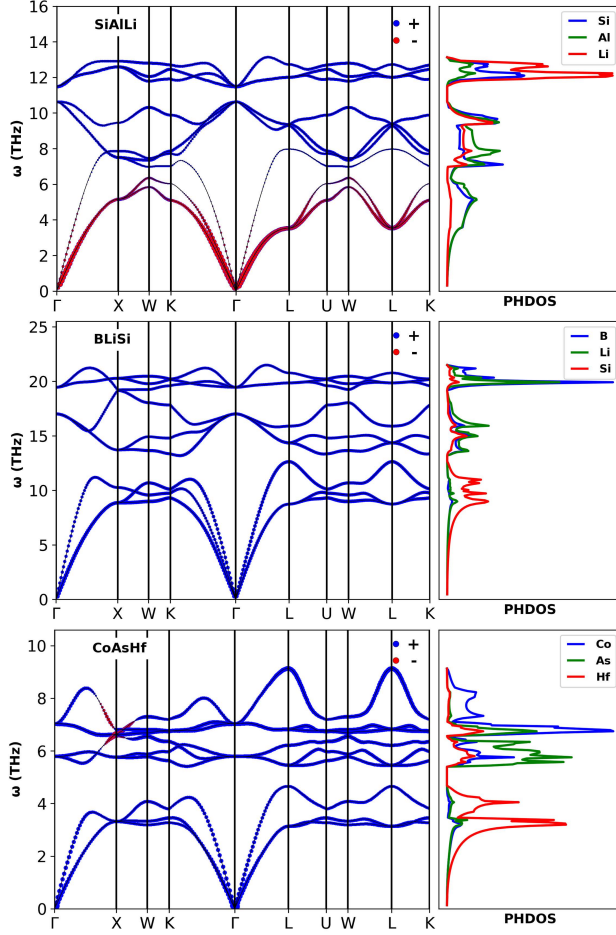 SiAlLi
+
-
ω (THz)
16
14
12
10
8
6
4
2
0
Γ X W K Γ L U W L K
Si
Al
Li
PHDOS
BLiSi
+
-
ω (THz)
25
20
15
10
5
0
Γ X W K Γ L U W L K
B
Li
Si
PHDOS
CoAsHf
+
-
ω (THz)
10
8
6
4
2
0
Γ X W K Γ L U W L K
Co
As
Hf
PHDOS